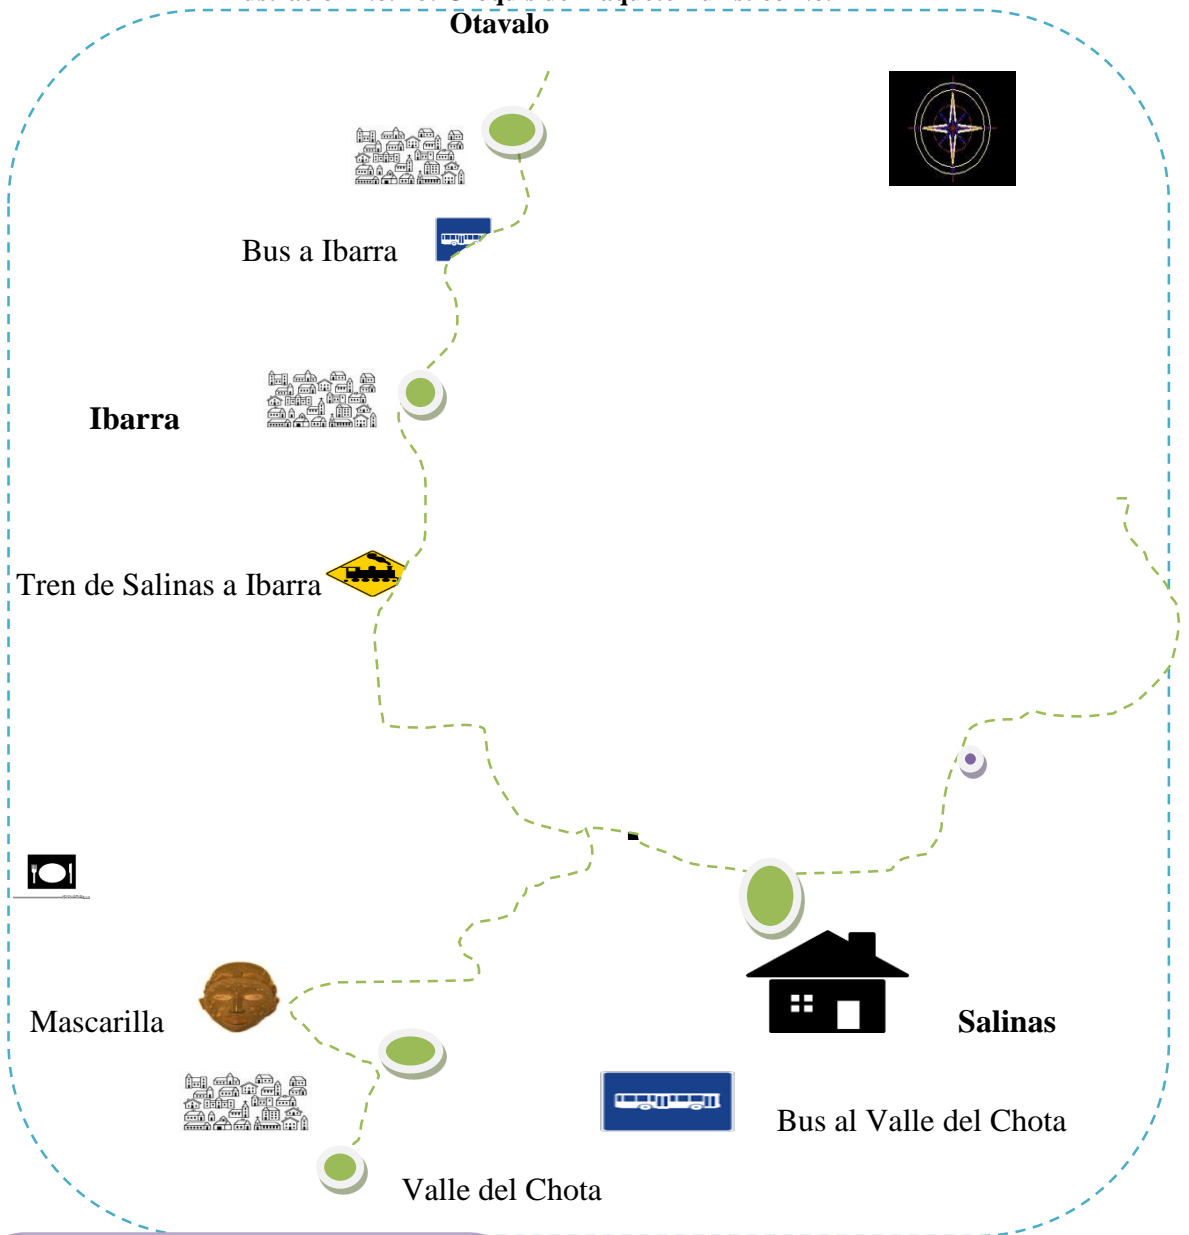 Otavalo
Bus a Ibarra
Ibarra
Tren de Salinas a Ibarra
Mascarilla
Salinas
Bus al Valle del Chota
Valle del Chota